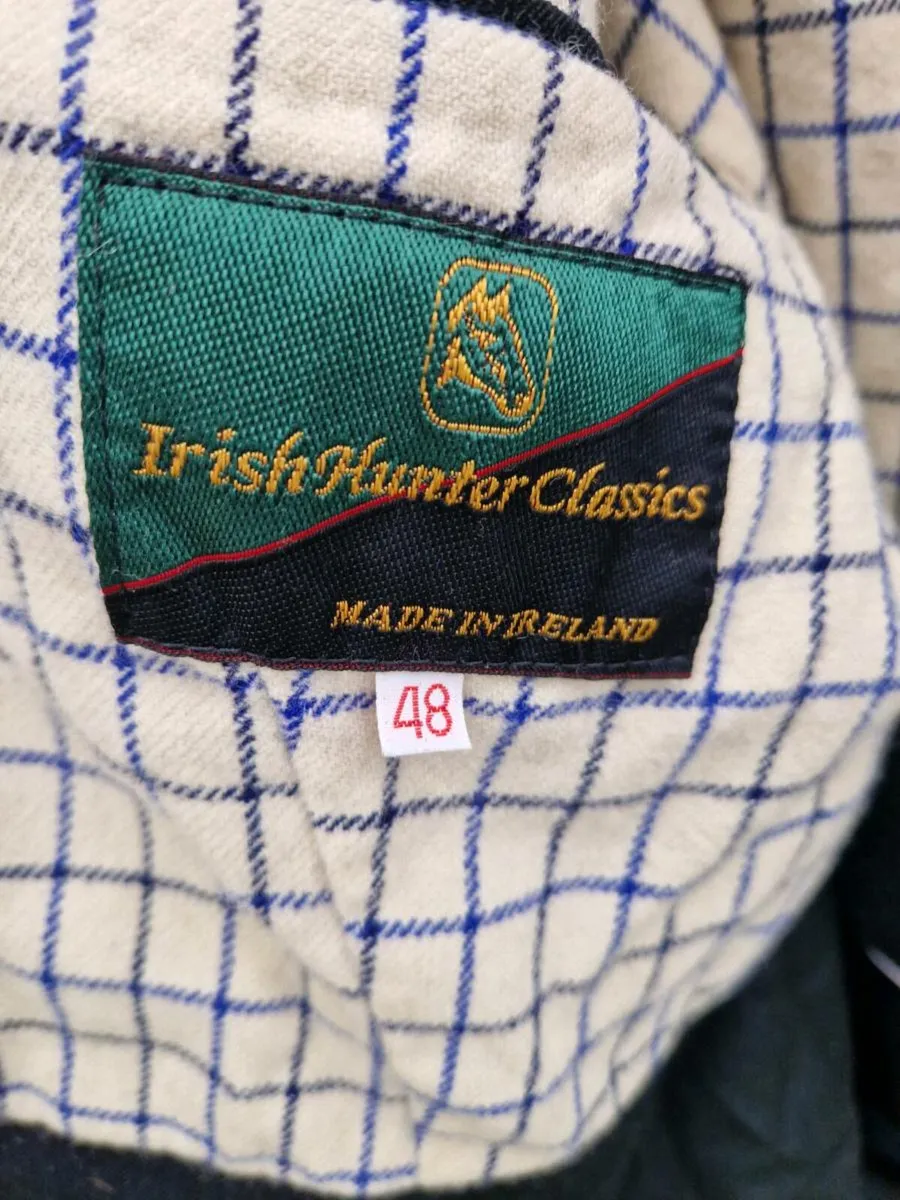 Irish Hunter Classics
MADE IN IRELAND
48